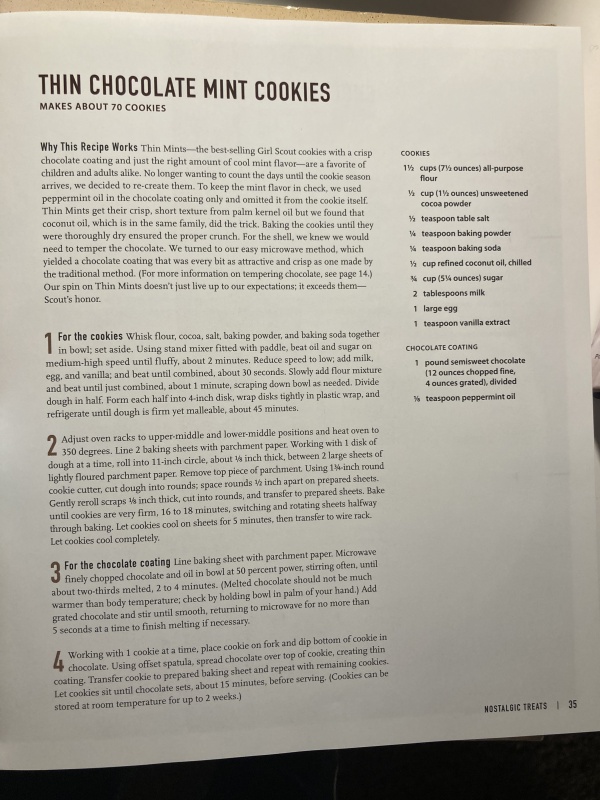 THIN CHOCOLATE MINT COOKIES
MAKES ABOUT 70 COOKIES
Why This Recipe Works Thin Mints—the best-selling Girl Scout cookies with a crisp
chocolate coating and just the right amount of cool mint flavor—are a favorite of
children and adults alike. No longer wanting to count the days until the cookie season
arrives, we decided to re-create them. To keep the mint flavor in check, we used
peppermint oil in the chocolate coating only and omitted it from the cookie itself.
Thin Mints get their crisp, short texture from palm kernel oil but we found that
coconut oil, which is in the same family, did the trick. Baking the cookies until they
were thoroughly dry ensured the proper crunch. For the shell, we knew we would
need to temper the chocolate. We turned to our easy microwave method, which
yielded a chocolate coating that was every bit as attractive and crisp as one made by
the traditional method. (For more information on tempering chocolate, see page 14.)
Our spin on Thin Mints doesn't just live up to our expectations; it exceeds them—
Scout's honor.
1 For the cookies Whisk flour, cocoa, salt, baking powder, and baking soda together
in bowl; set aside. Using stand mixer fitted with paddle, beat oil and sugar on
medium-high speed until fluffy, about 2 minutes. Reduce speed to low; add milk,
egg, and vanilla; and beat until combined, about 30 seconds. Slowly add flour mixture
and beat until just combined, about 1 minute, scraping down bowl as needed. Divide
dough in half. Form each half into 4-inch disk, wrap disks tightly in plastic wrap, and
refrigerate until dough is firm yet malleable, about 45 minutes.
2 Adjust oven racks to upper-middle and lower-middle positions and heat oven to
350 degrees. Line 2 baking sheets with parchment paper. Working with 1 disk of
dough at a time, roll into 11-inch circle, about ⅛ inch thick, between 2 large sheets of
lightly floured parchment paper. Remove top piece of parchment. Using 1¾-inch round
cookie cutter, cut dough into rounds; space rounds ½ inch apart on prepared sheets.
Gently reroll scraps ⅛ inch thick, cut into rounds, and transfer to prepared sheets. Bake
until cookies are very firm, 16 to 18 minutes, switching and rotating sheets halfway
through baking. Let cookies cool on sheets for 5 minutes, then transfer to wire rack.
Let cookies cool completely.
3 For the chocolate coating Line baking sheet with parchment paper. Microwave
finely chopped chocolate and oil in bowl at 50 percent power, stirring often, until
about two-thirds melted, 2 to 4 minutes. (Melted chocolate should not be much
warmer than body temperature; check by holding bowl in palm of your hand.) Add
grated chocolate and stir until smooth, returning to microwave for no more than
5 seconds at a time to finish melting if necessary.
4 Working with 1 cookie at a time, place cookie on fork and dip bottom of cookie in
chocolate. Using offset spatula, spread chocolate over top of cookie, creating thin
coating. Transfer cookie to prepared baking sheet and repeat with remaining cookies.
Let cookies sit until chocolate sets, about 15 minutes, before serving. (Cookies can be
stored at room temperature for up to 2 weeks.)
COOKIES
1½ cups (7½ ounces) all-purpose
flour
½ cup (1½ ounces) unsweetened
cocoa powder
½ teaspoon table salt
¼ teaspoon baking powder
¼ teaspoon baking soda
½ cup refined coconut oil, chilled
¾ cup (5¼ ounces) sugar
2 tablespoons milk
1 large egg
1 teaspoon vanilla extract
CHOCOLATE COATING
1 pound semisweet chocolate
(12 ounces chopped fine,
4 ounces grated), divided
⅛ teaspoon peppermint oil
NOSTALGIC TREATS | 35